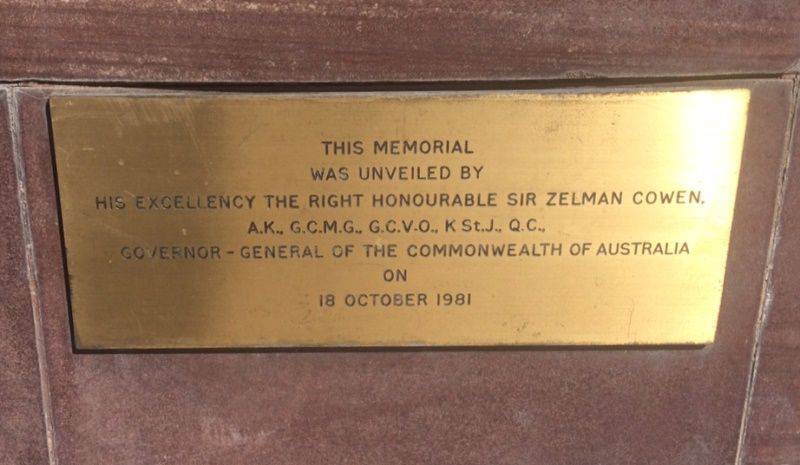 THIS MEMORIAL
WAS UNVEILED BY
HIS EXCELLENCY THE RIGHT HONOURABLE SIR ZELMAN COWEN,
A.K., G.C.M.G., G.C.V.O., K St.J., Q.C.,
GOVERNOR - GENERAL OF THE COMMONWEALTH OF AUSTRALIA
ON
18 OCTOBER 1981